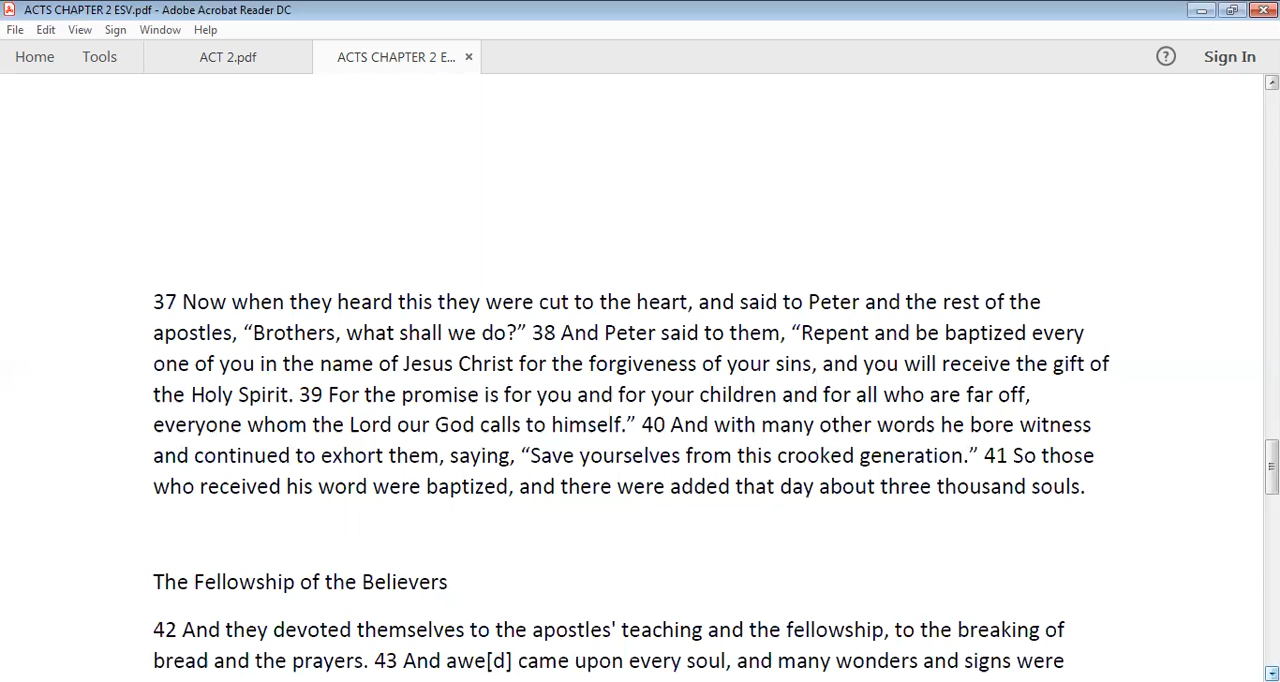 ACTS CHAPTER 2 ESV.pdf - Adobe Acrobat Reader DC
File Edit View Sign Window Help
Home Tools ACT 2.pdf ACTS CHAPTER 2 E... × ? Sign In
37 Now when they heard this they were cut to the heart, and said to Peter and the rest of the
apostles, “Brothers, what shall we do?” 38 And Peter said to them, “Repent and be baptized every
one of you in the name of Jesus Christ for the forgiveness of your sins, and you will receive the gift of
the Holy Spirit. 39 For the promise is for you and for your children and for all who are far off,
everyone whom the Lord our God calls to himself.” 40 And with many other words he bore witness
and continued to exhort them, saying, “Save yourselves from this crooked generation.” 41 So those
who received his word were baptized, and there were added that day about three thousand souls.
The Fellowship of the Believers
42 And they devoted themselves to the apostles' teaching and the fellowship, to the breaking of
bread and the prayers. 43 And awe[d] came upon every soul, and many wonders and signs were